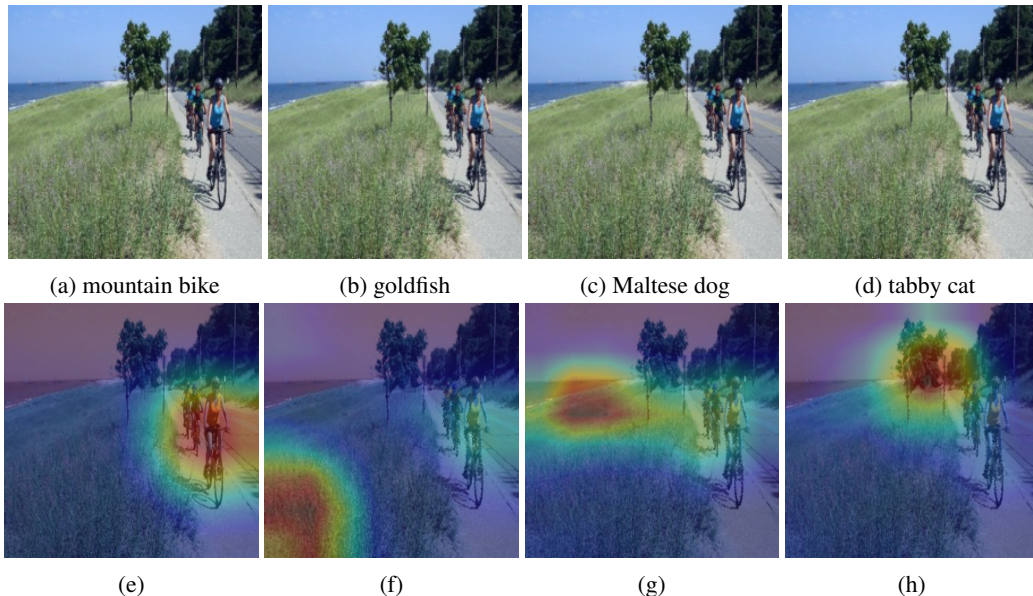 (a) mountain bike
(b) goldfish
(c) Maltese dog
(d) tabby cat
(e)
(f)
(g)
(h)